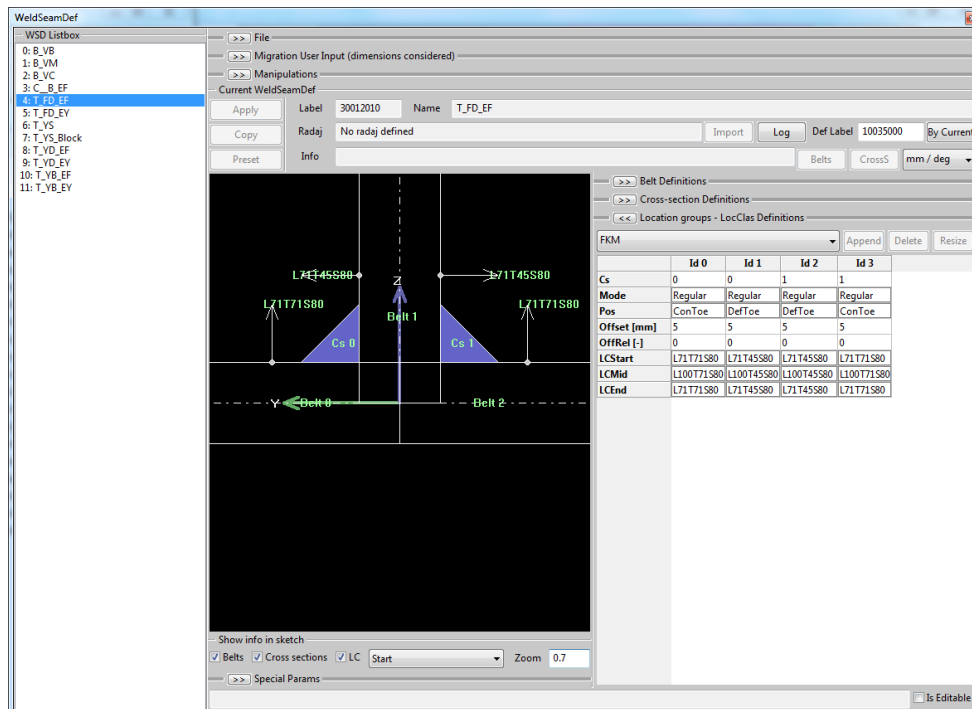 WeldSeamDef
WSD Listbox
0: B_VB
1: B_VM
2: B_VC
3: C__B_EF
4: T_FD_EF
5: T_FD_EY
6: T_YS
7: T_YS_Block
8: T_YD_EF
9: T_YD_EY
10: T_YB_EF
11: T_YB_EY
>> File
>> Migration User Input (dimensions considered)
>> Manipulations
Current WeldSeamDef
Apply Label 30012010 Name T_FD_EF
Copy Radaj No radaj defined Import Log Def Label 10035000 By Current
Preset Info Belts CrossS mm / deg
L71T45S80 Z L71T45S80
L71T71S80 Belt 1 L71T71S80
Cs 0 Cs 1
Y Belt 0 Belt 2
Show info in sketch
Belts Cross sections LC Start Zoom 0.7
>> Special Params
>> Belt Definitions
>> Cross-section Definitions
<< Location groups - LocClas Definitions
FKM Append Delete Resize
Id 0 Id 1 Id 2 Id 3
Cs 0 0 1 1
Mode Regular Regular Regular Regular
Pos ConToe DefToe DefToe ConToe
Offset [mm] 5 5 5 5
OffRel [-] 0 0 0 0
LCStart L71T71S80 L71T45S80 L71T45S80 L71T71S80
LCMid L100T71S80 L100T45S80 L100T45S80 L100T71S80
LCEnd L71T71S80 L71T45S80 L71T45S80 L71T71S80
Is Editable